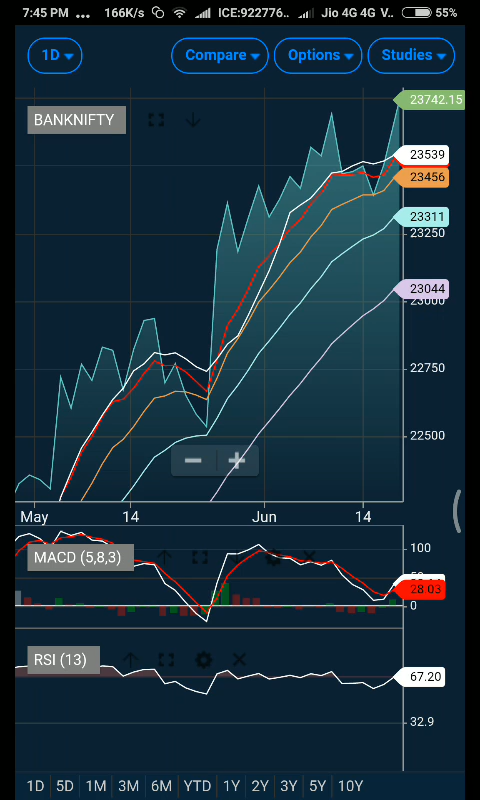 7:45 PM ... 166K/s ICE:922776.. Jio 4G 4G V.. 55%
1D Compare Options Studies
23742.15
BANKNIFTY
23539
23456
23311
23250
23044
23000
22750
22500
May 14 Jun 14
100
MACD (5,8,3)
28.03
0
RSI (13)
67.20
32.9
1D 5D 1M 3M 6M YTD 1Y 2Y 3Y 5Y 10Y